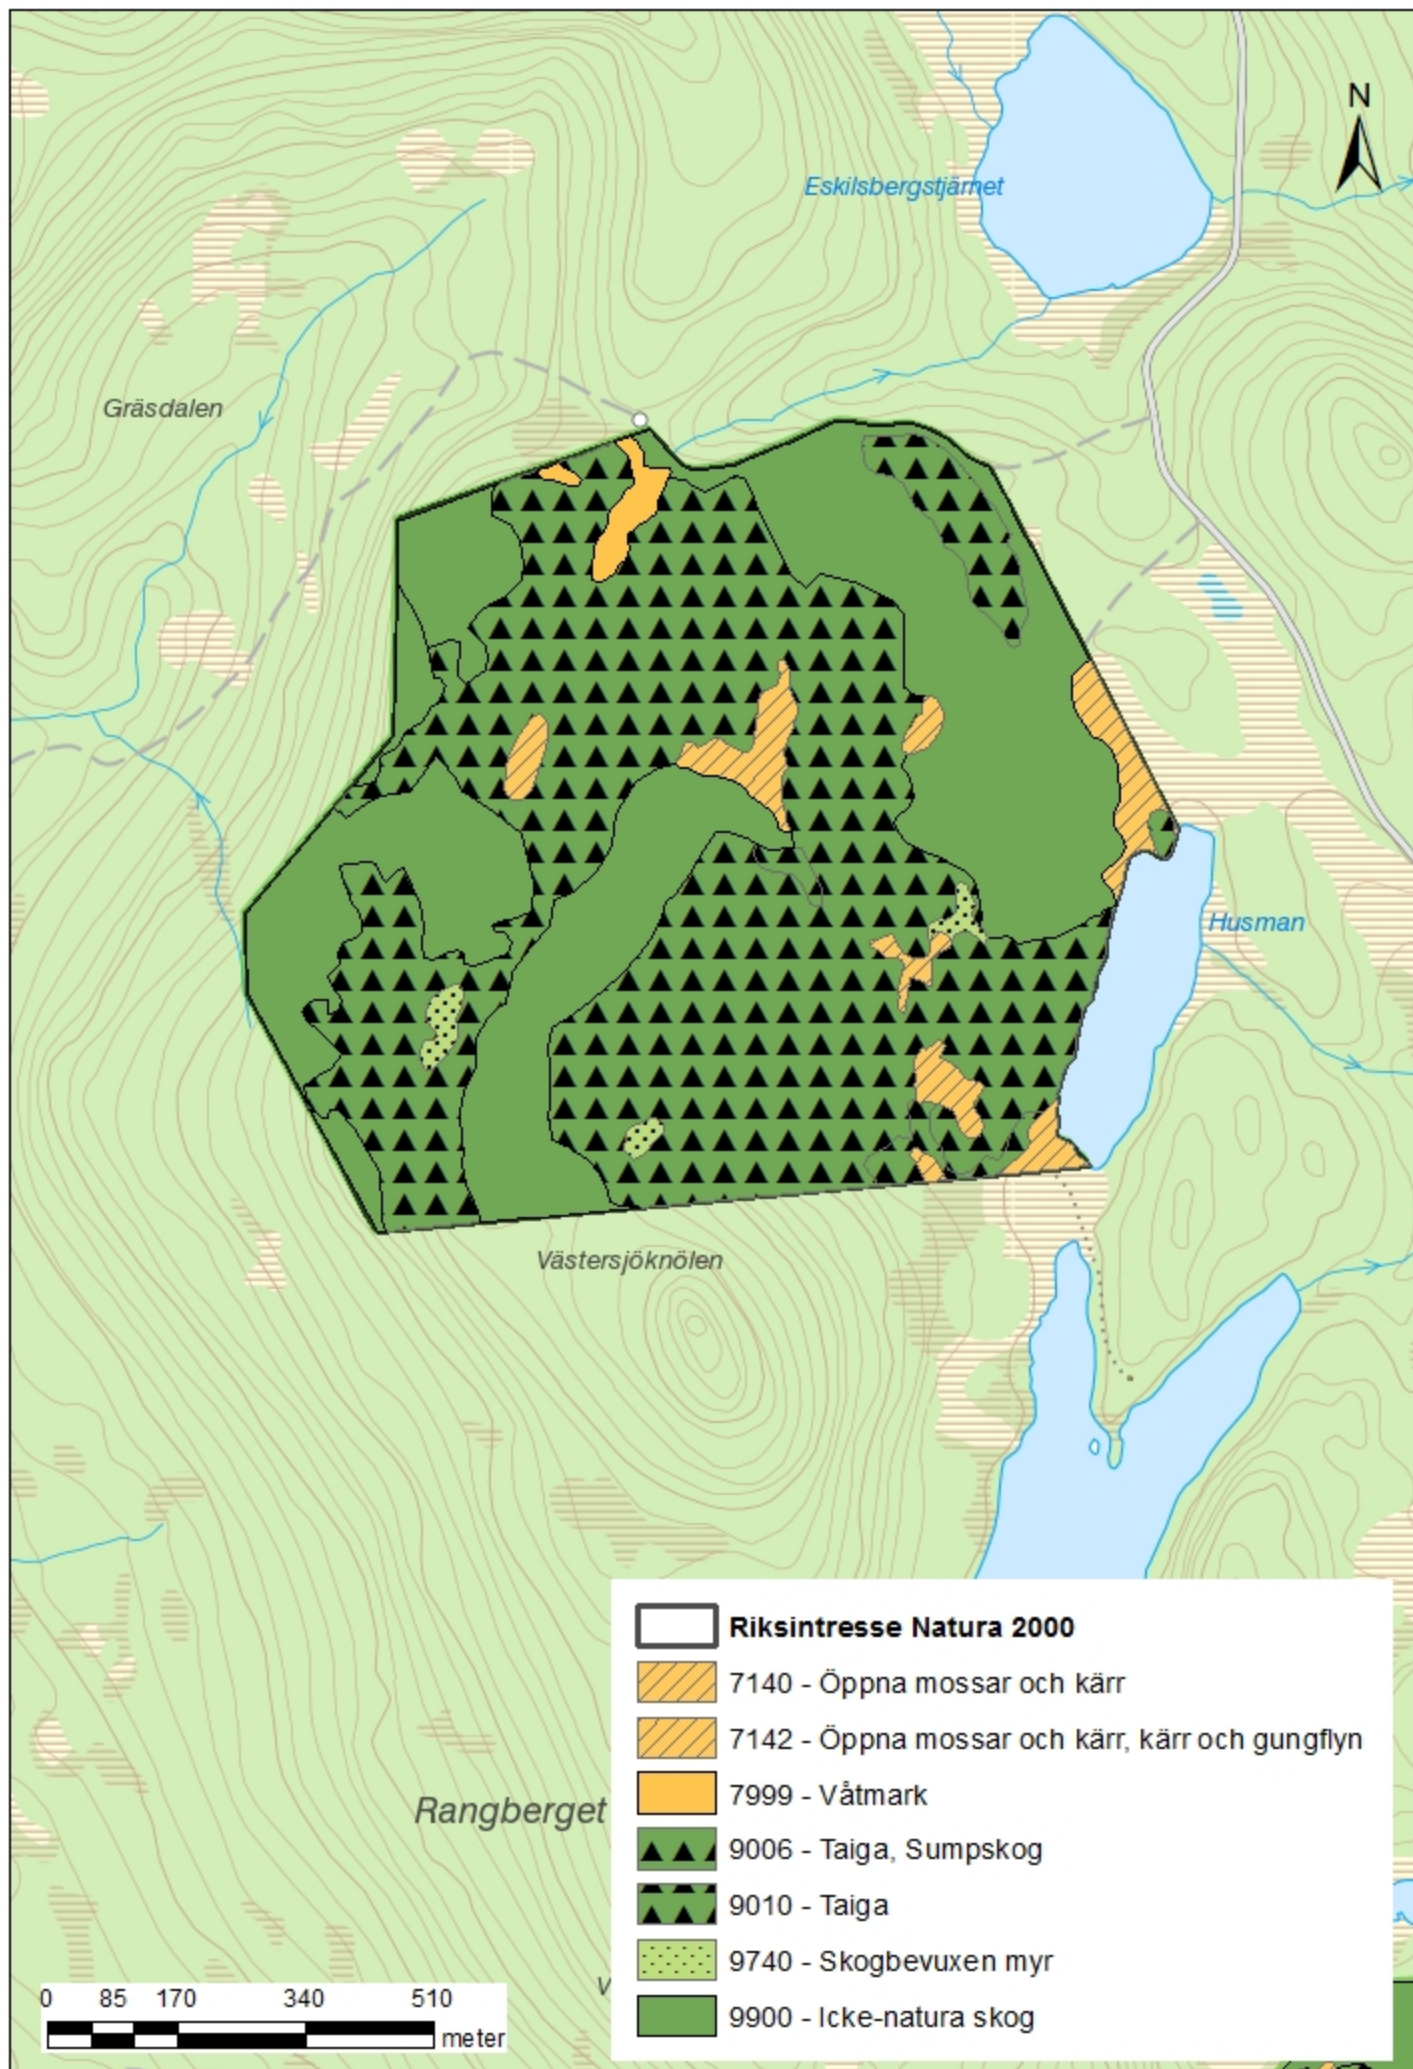 N
Eskilsbergstjärnet
Gräsdalen
Husman
Västersjöknölen
Riksintresse Natura 2000
7140 - Öppna mossar och kärr
7142 - Öppna mossar och kärr, kärr och gungflyn
7999 - Våtmark
Rangberget
9006 - Taiga, Sumpskog
9010 - Taiga
9740 - Skogbevuxen myr
V
0 85 170 340 510
9900 - Icke-natura skog
meter